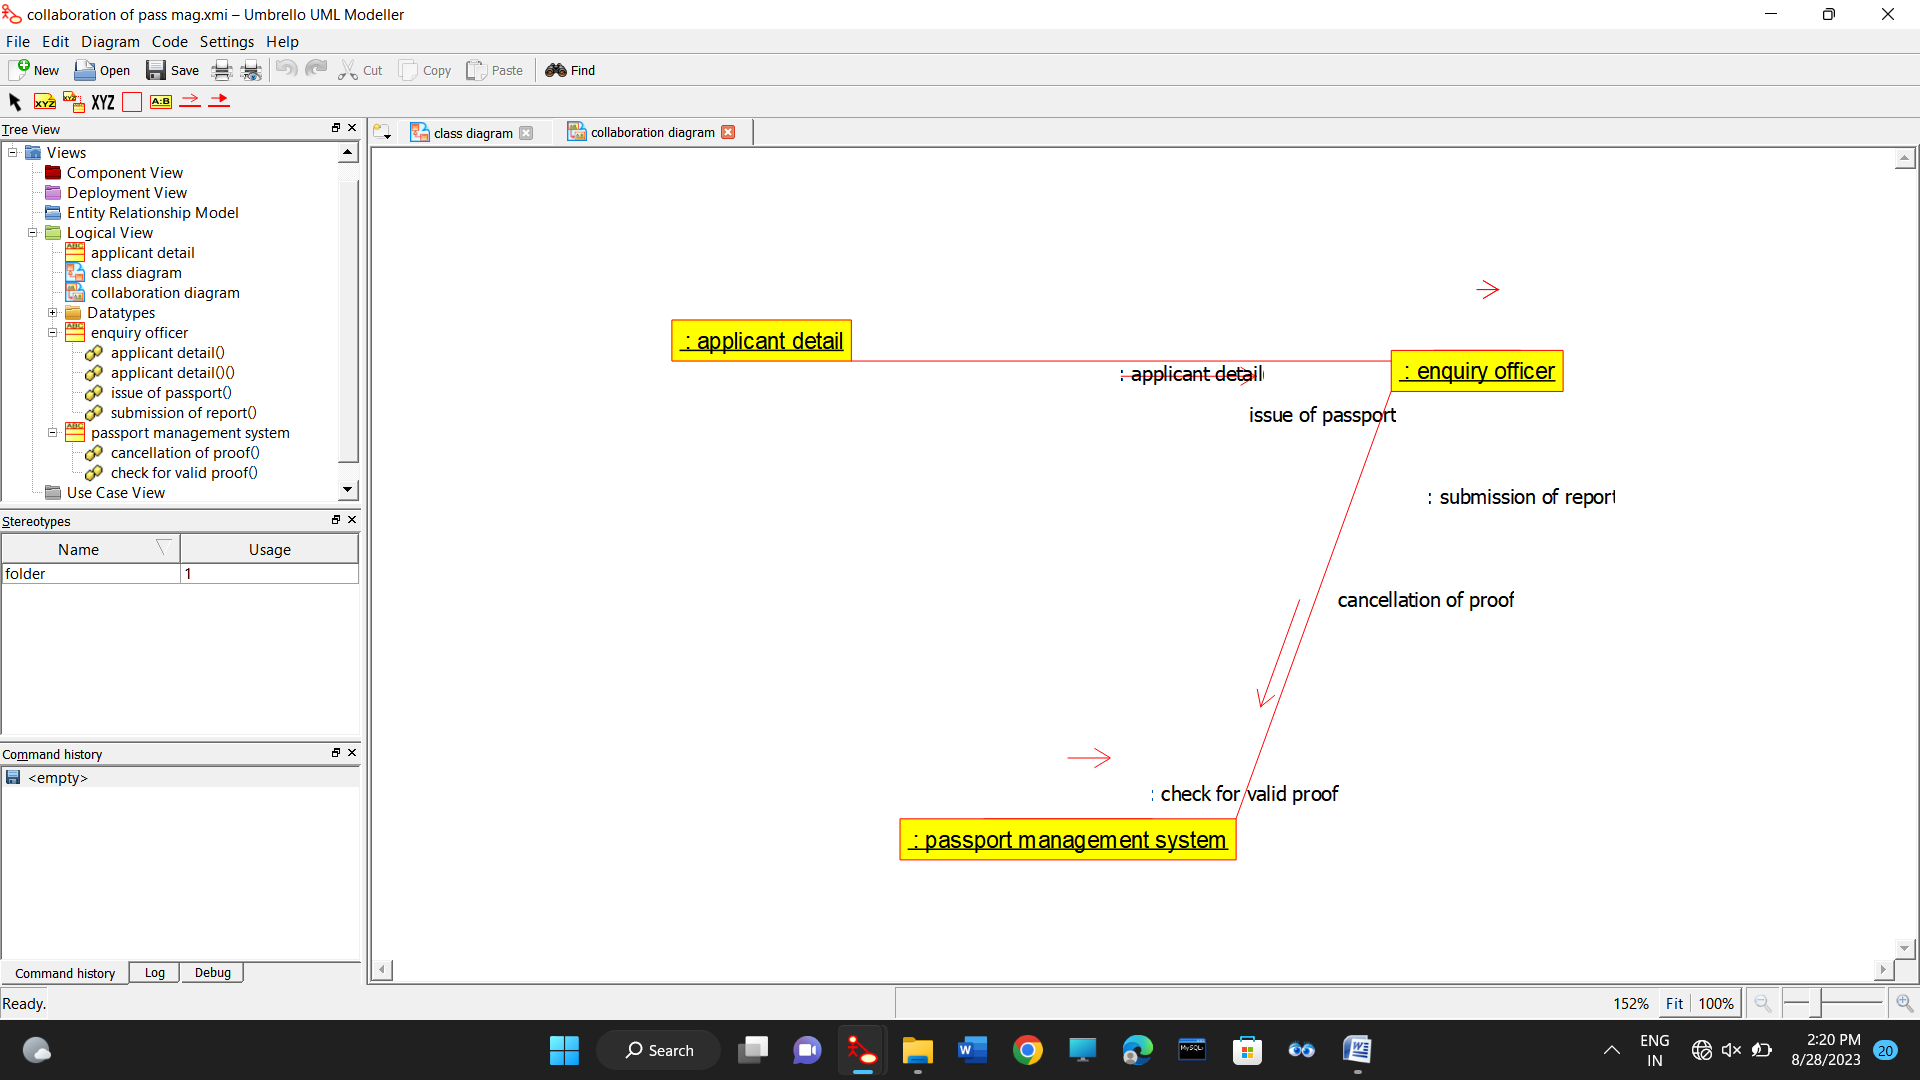 collaboration of pass mag.xmi – Umbrello UML Modeller
File Edit Diagram Code Settings Help
New Open Save Cut Copy Paste Find
XYZ XYZ XYZ A:B
Tree View
class diagram
collaboration diagram
Views
Component View
Deployment View
Entity Relationship Model
Logical View
ABC applicant detail
class diagram
collaboration diagram
Datatypes
ABC enquiry officer
applicant detail()
applicant detail()()
issue of passport()
submission of report()
ABC passport management system
cancellation of proof()
check for valid proof()
Use Case View
Stereotypes
Name Usage
folder 1
Command history
<empty>
Command history Log Debug
: applicant detail
: enquiry officer
: applicant detail(
issue of passport
: submission of report
cancellation of proof
: check for valid proof
: passport management system
Ready.
152% Fit 100%
Search
MySQL
ENG
IN
2:20 PM
8/28/2023
20